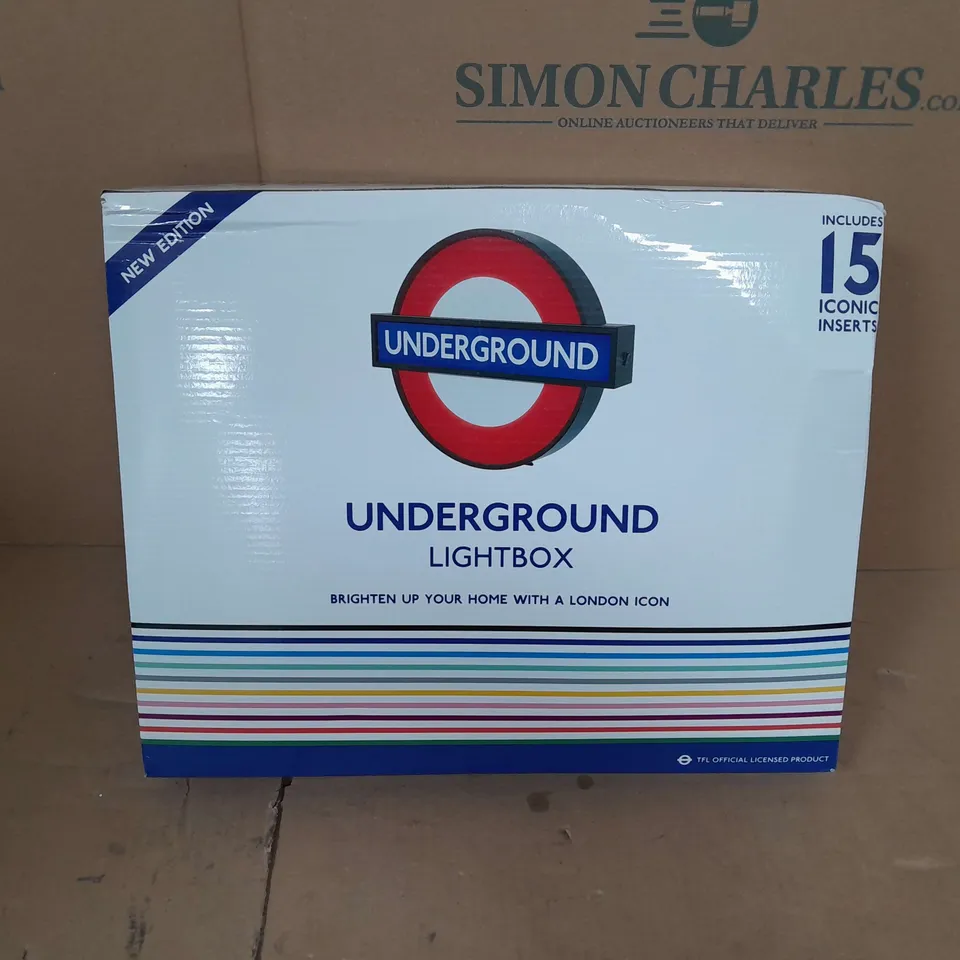 SIMON CHARLES.CO
ONLINE AUCTIONEERS THAT DELIVER
NEW EDITION
INCLUDES
15
ICONIC
INSERTS
UNDERGROUND
UNDERGROUND
LIGHTBOX
BRIGHTEN UP YOUR HOME WITH A LONDON ICON
TFL OFFICIAL LICENSED PRODUCT